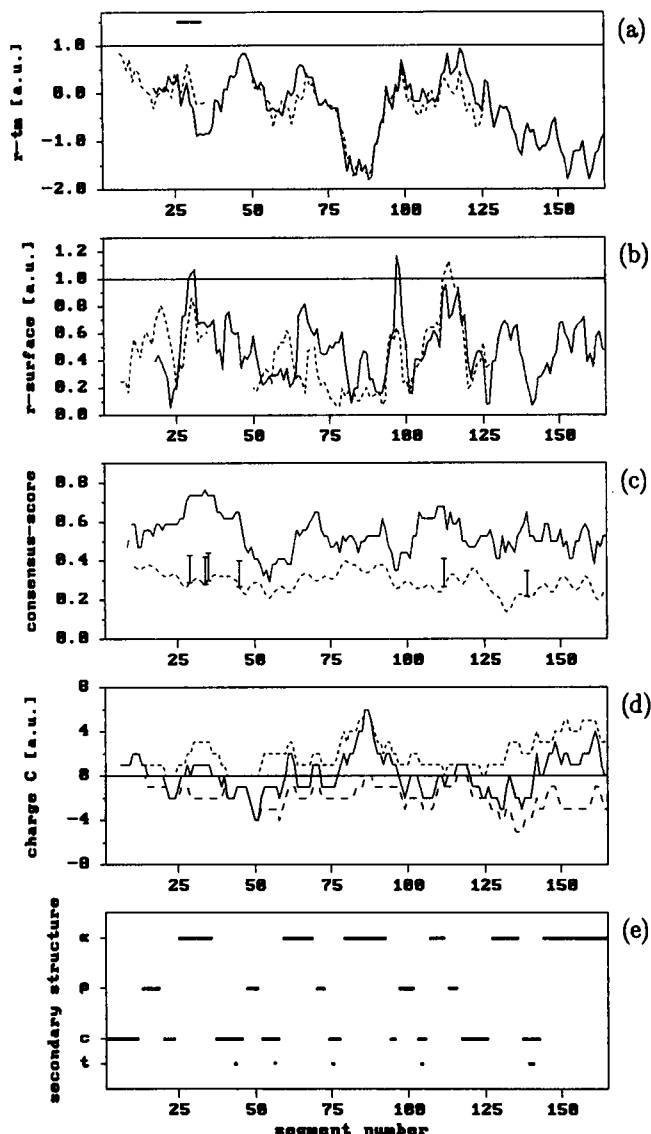 (a)
r-tm [a.u.]
1.0
0.0
-1.0
-2.0
25 50 75 100 125 150
(b)
r-surface [a.u.]
1.2
1.0
0.8
0.6
0.4
0.2
0.0
25 50 75 100 125 150
(c)
consensus-score
0.8
0.6
0.4
0.2
0.0
25 50 75 100 125 150
(d)
charge C [a.u.]
8
4
0
-4
-8
25 50 75 100 125 150
(e)
secondary structure
α
β
c
t
25 50 75 100 125 150
segment number